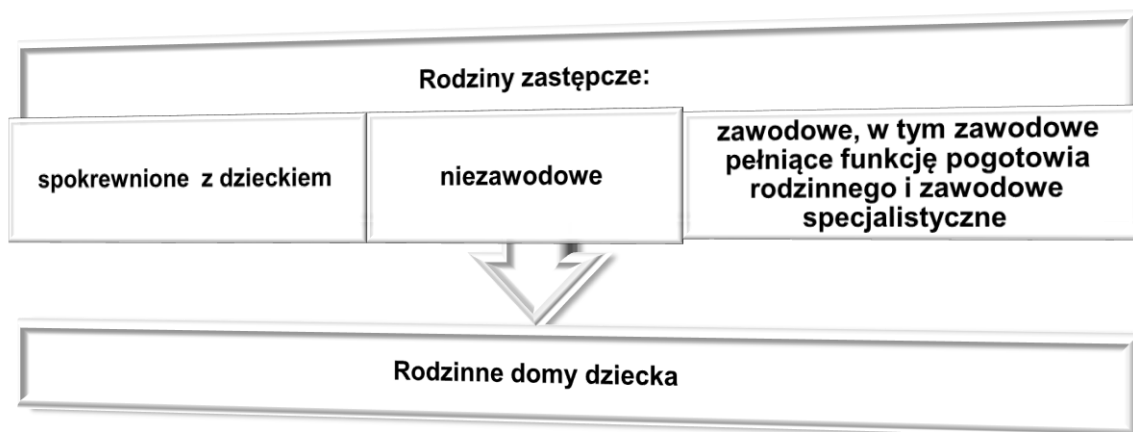 Rodziny zastępcze:
spokrewnione z dzieckiem
niezawodowe
zawodowe, w tym zawodowe
pełniące funkcję pogotowia
rodzinnego i zawodowe
specjalistyczne
Rodzinne domy dziecka